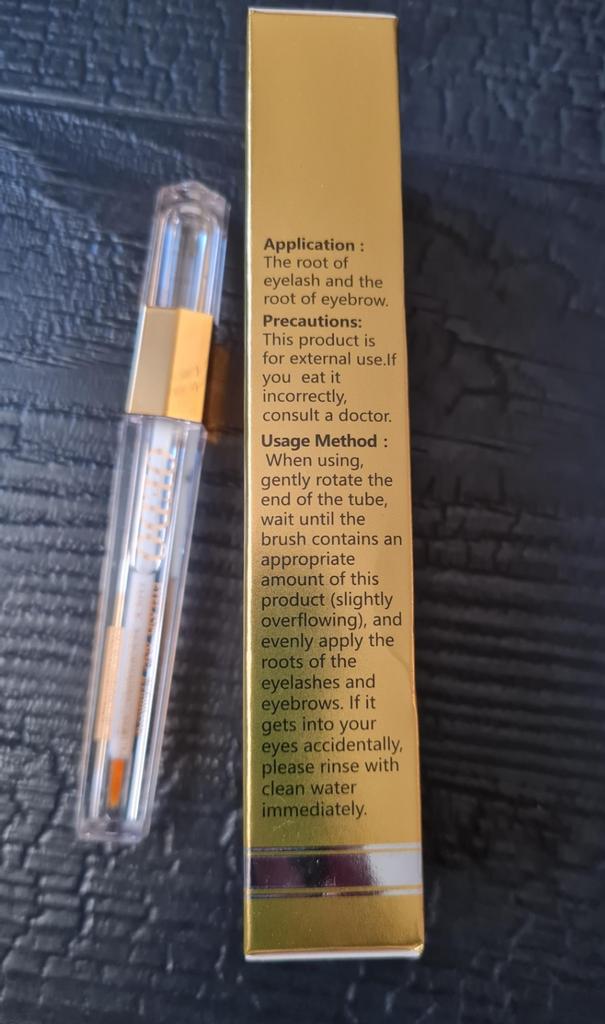 Application :
The root of
eyelash and the
root of eyebrow.
Precautions:
This product is
for external use.If
you  eat it
incorrectly,
consult a doctor.
Usage Method :
When using,
gently rotate the
end of the tube,
wait until the
brush contains an
appropriate
amount of this
product (slightly
overflowing), and
evenly apply the
roots of the
eyelashes and
eyebrows. If it
gets into your
eyes accidentally,
please rinse with
clean water
immediately.